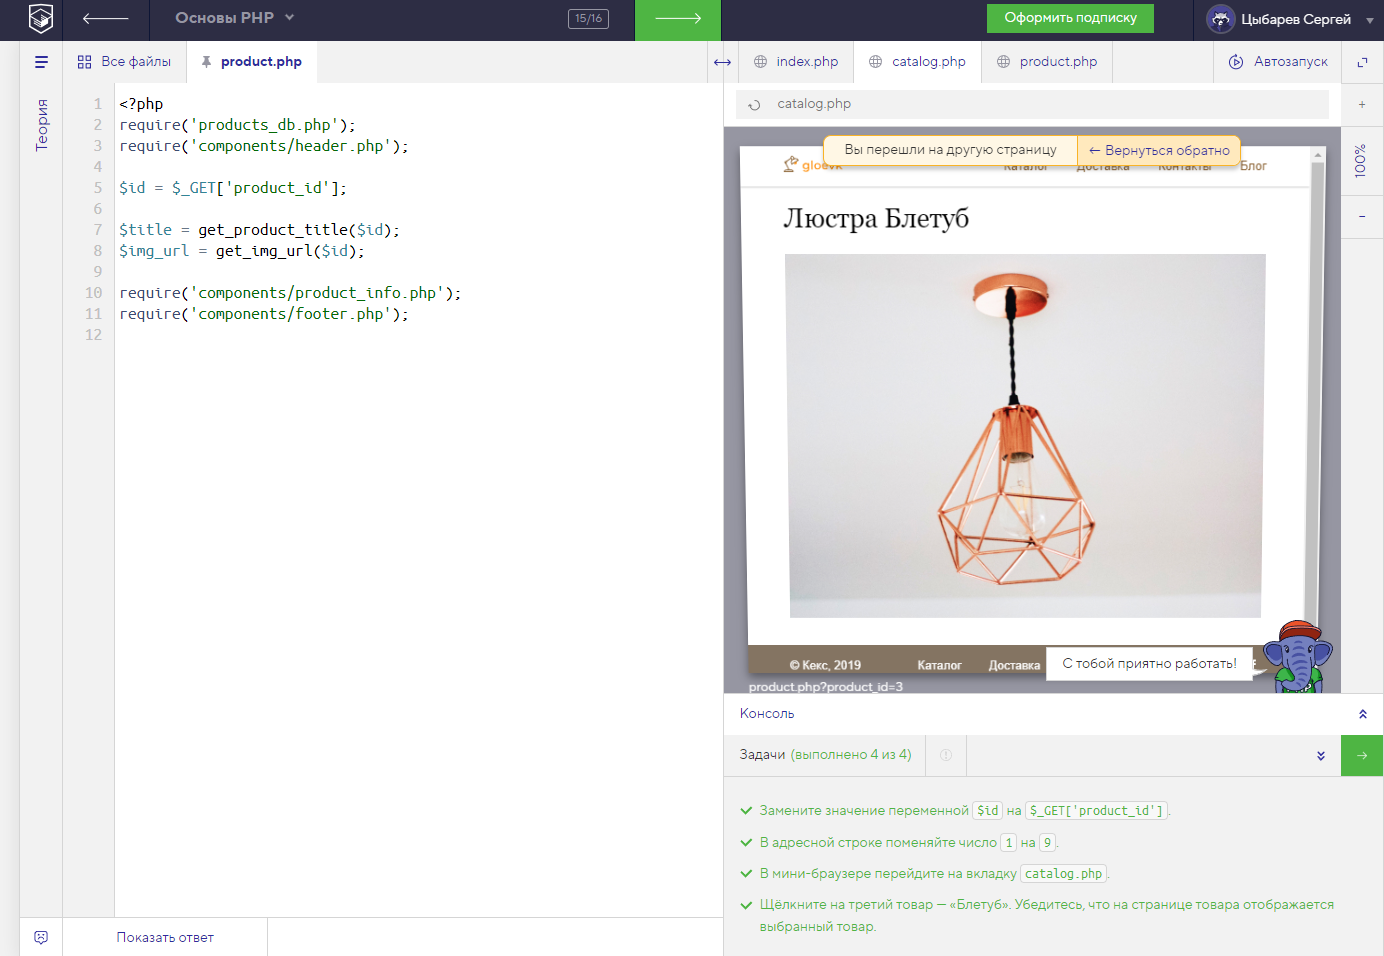 Основы PHP
15/16
Оформить подписку
Цыбарев Сергей
Теория
Все файлы
product.php
1 <?php
2 require('products_db.php');
3 require('components/header.php');
4
5 $id = $_GET['product_id'];
6
7 $title = get_product_title($id);
8 $img_url = get_img_url($id);
9
10 require('components/product_info.php');
11 require('components/footer.php');
12
Показать ответ
index.php
catalog.php
product.php
Автозапуск
catalog.php
+
100%
-
Вы перешли на другую страницу
← Вернуться обратно
Каталог Доставка Контакты Блог
Люстра Блетуб
© Кекс, 2019 Каталог Доставка
С тобой приятно работать!
product.php?product_id=3
Консоль
Задачи (выполнено 4 из 4)
Замените значение переменной $id на $_GET['product_id'].
В адресной строке поменяйте число 1 на 9.
В мини-браузере перейдите на вкладку catalog.php.
Щёлкните на третий товар — «Блетуб». Убедитесь, что на странице товара отображается
выбранный товар.